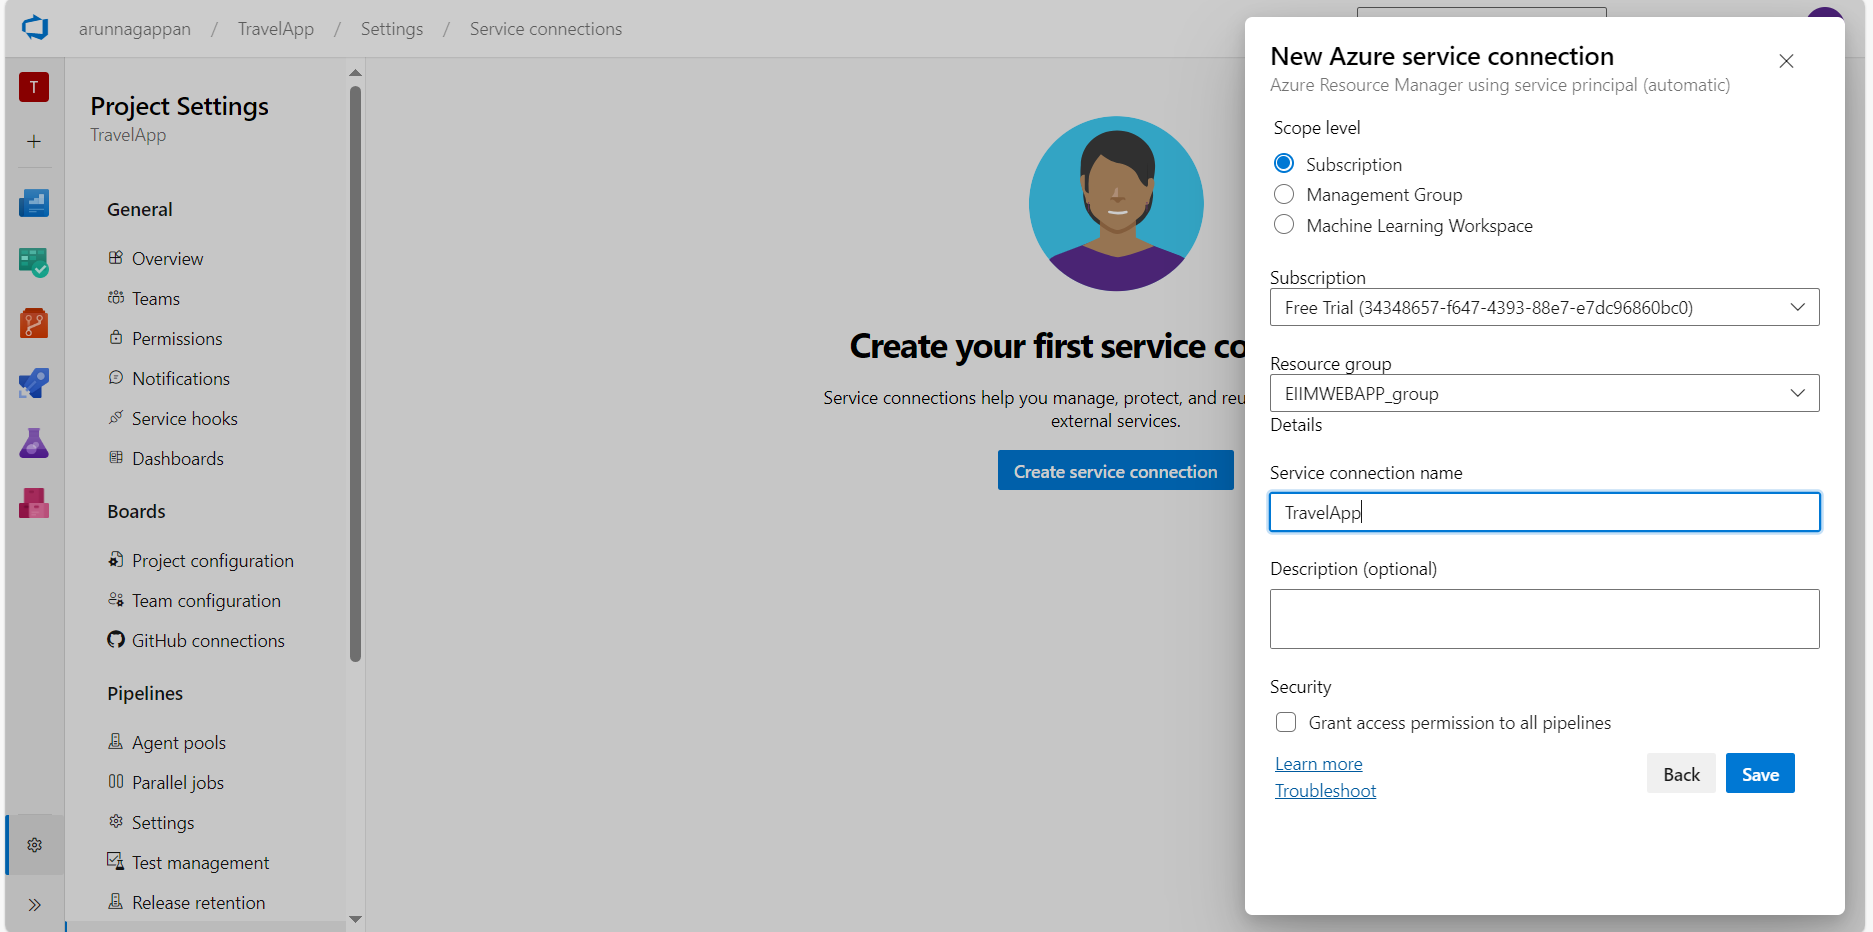 arunnagappan / TravelApp / Settings / Service connections
T
Project Settings
TravelApp
General
Overview
Teams
Permissions
Notifications
Service hooks
Dashboards
Boards
Project configuration
Team configuration
GitHub connections
Pipelines
Agent pools
Parallel jobs
Settings
Test management
Release retention
Create your first service co
Service connections help you manage, protect, and reu
external services.
Create service connection
New Azure service connection
Azure Resource Manager using service principal (automatic)
Scope level
Subscription
Management Group
Machine Learning Workspace
Subscription
Free Trial (34348657-f647-4393-88e7-e7dc96860bc0)
Resource group
EIIMWEBAPP_group
Details
Service connection name
TravelApp
Description (optional)
Security
Grant access permission to all pipelines
Learn more
Troubleshoot
Back
Save